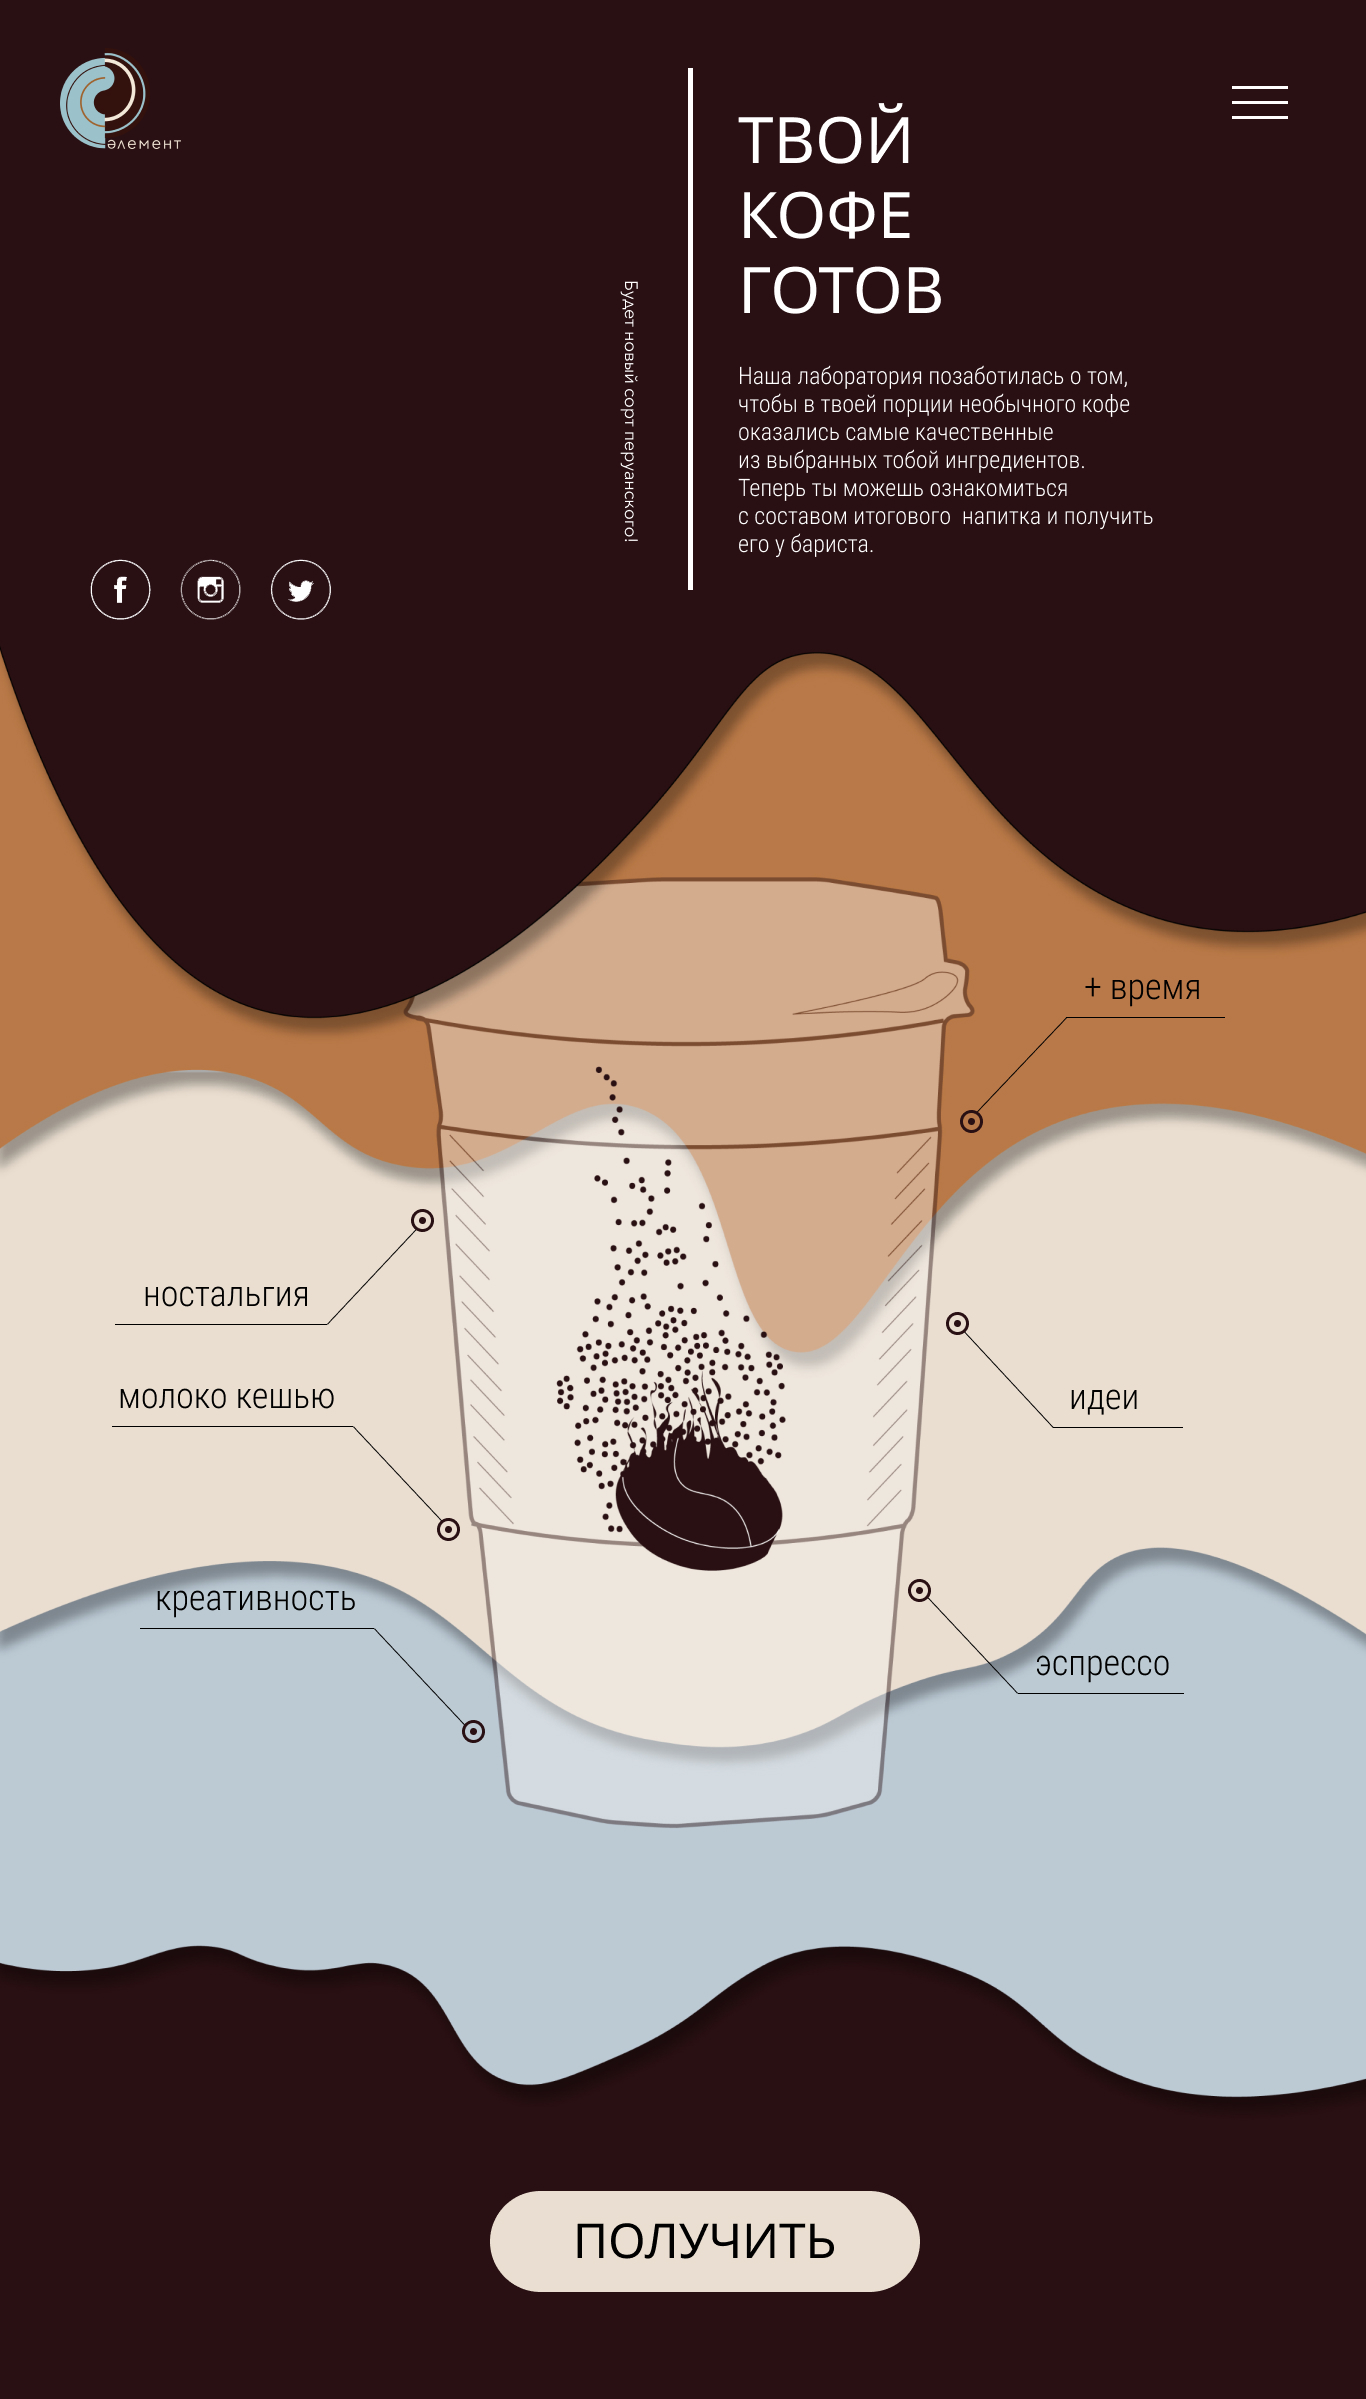 элемент
ТВОЙ
КОФЕ
ГОТОВ
Будет новый сорт перуанского!
Наша лаборатория позаботилась о том,
чтобы в твоей порции необычного кофе
оказались самые качественные
из выбранных тобой ингредиентов.
Теперь ты можешь ознакомиться
с составом итогового напитка и получить
его у бариста.
+ время
ностальгия
молоко кешью
идеи
креативность
эспрессо
ПОЛУЧИТЬ